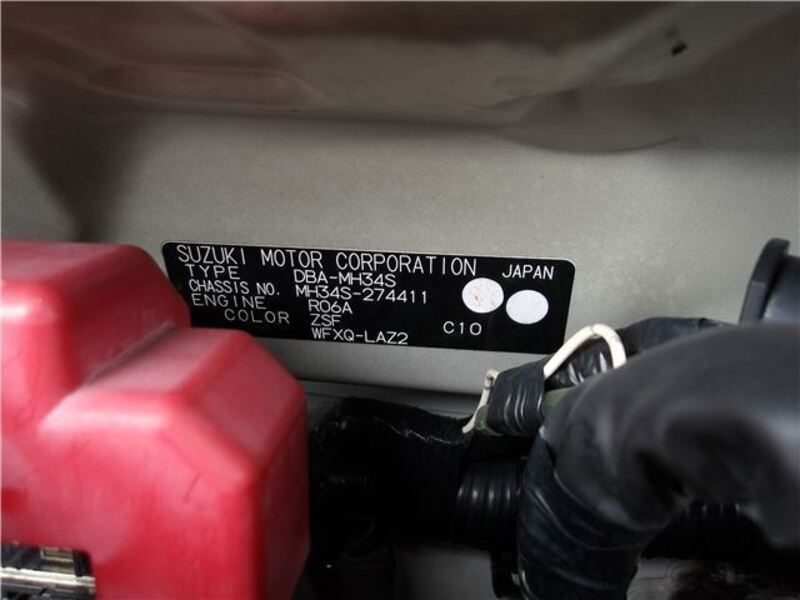 SUZUKI MOTOR CORPORATION JAPAN
TYPE DBA-MH34S
CHASSIS NO. MH34S-274411
ENGINE R06A
COLOR ZSF C10
WFXQ-LAZ2